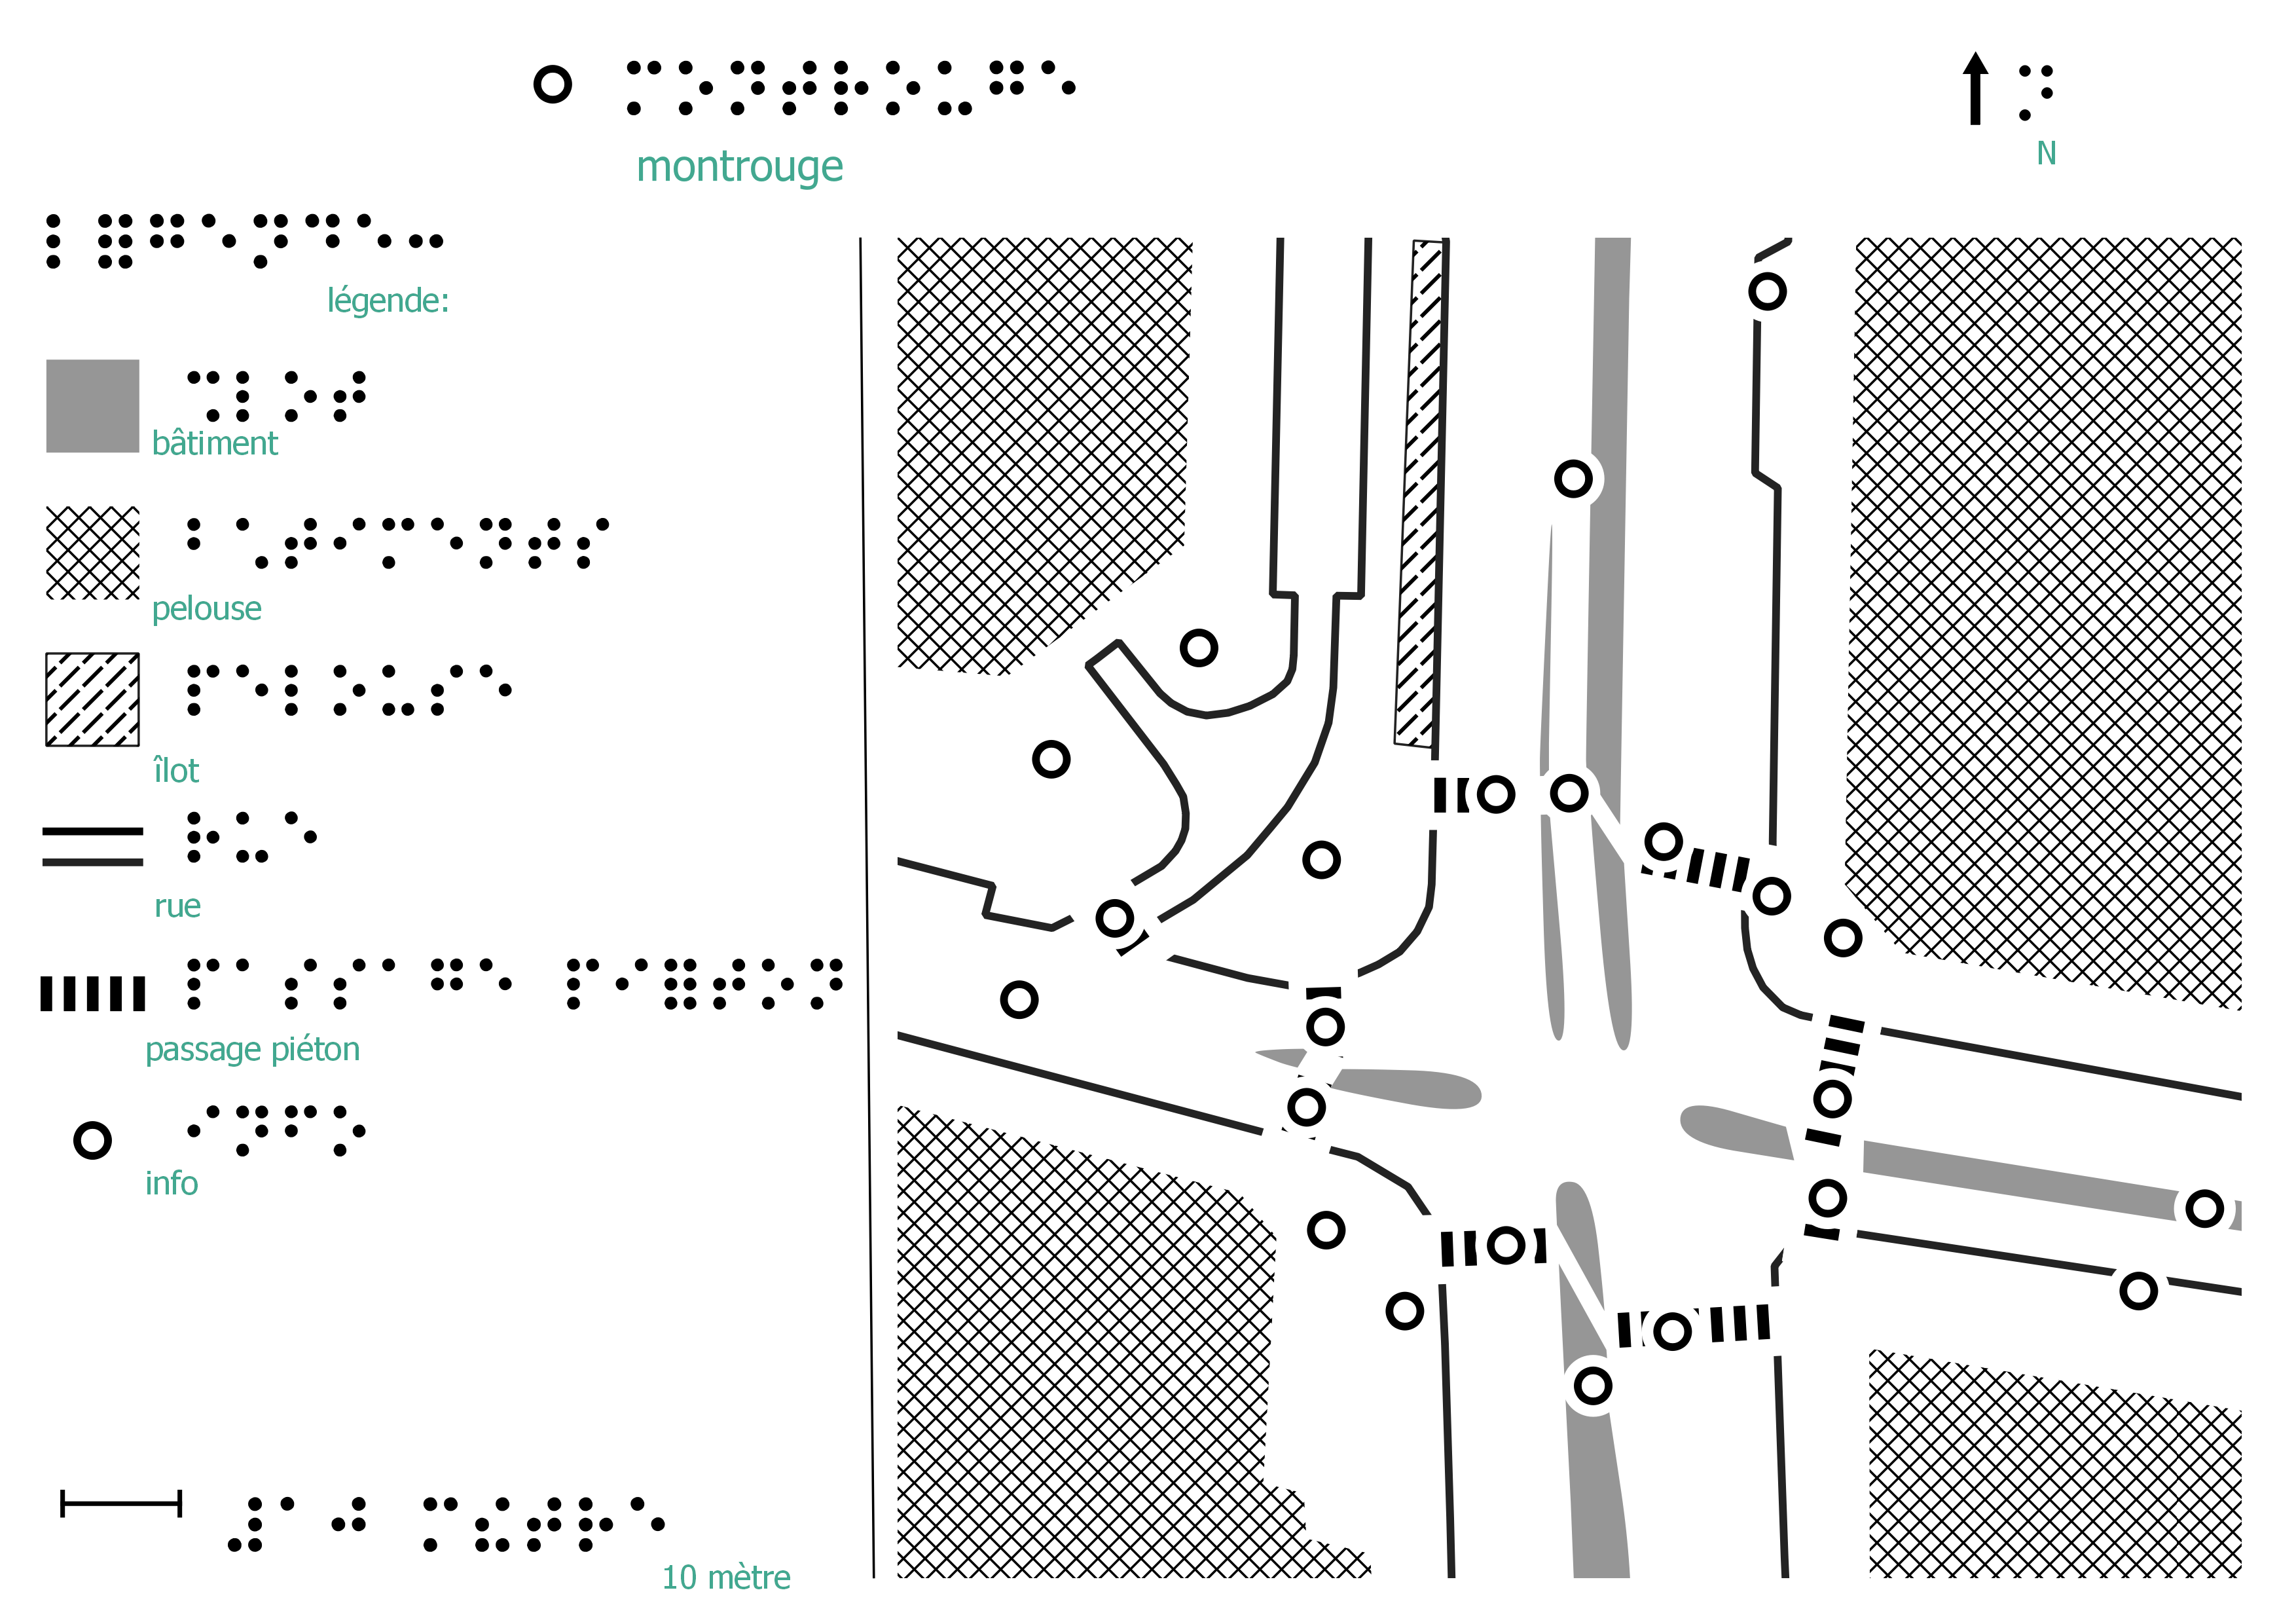 ⠍⠕⠝⠞⠗⠕⠥⠛⠑
montrouge
⠝
N
⠇⠿⠛⠑⠝⠙⠑⠒
légende:
⠩⠇⠕⠞
bâtiment
⠃⠡⠞⠊⠍⠑⠝⠞⠎
pelouse
⠏⠑⠇⠕⠥⠎⠑
îlot
⠗⠥⠑
rue
⠏⠁⠎⠎⠁⠛⠑ ⠏⠊⠿⠞⠕⠝
passage piéton
⠊⠝⠋⠕
info
⠼⠁⠚ ⠍⠮⠞⠗⠑
10 mètre